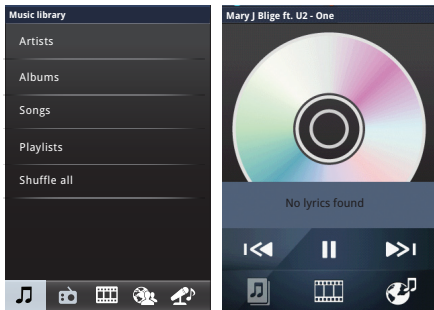 Music library
Artists
Albums
Songs
Playlists
Shuffle all
Mary J Blige ft. U2 - One
No lyrics found